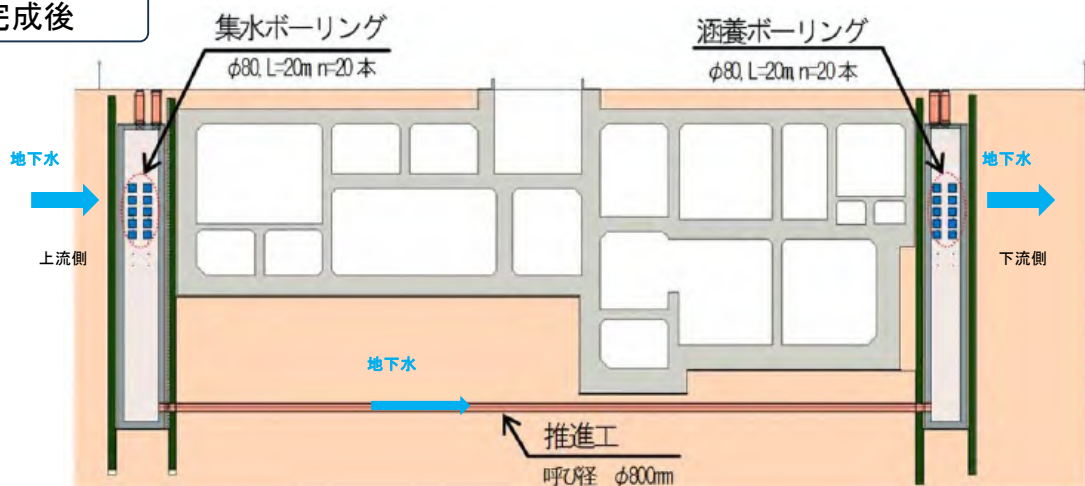 完成後
集水ボーリング
φ80, L=20m, n=20本
涵養ボーリング
φ80, L=20m, n=20本
地下水
地下水
上流側
下流側
地下水
推進工
呼び径 φ800mm